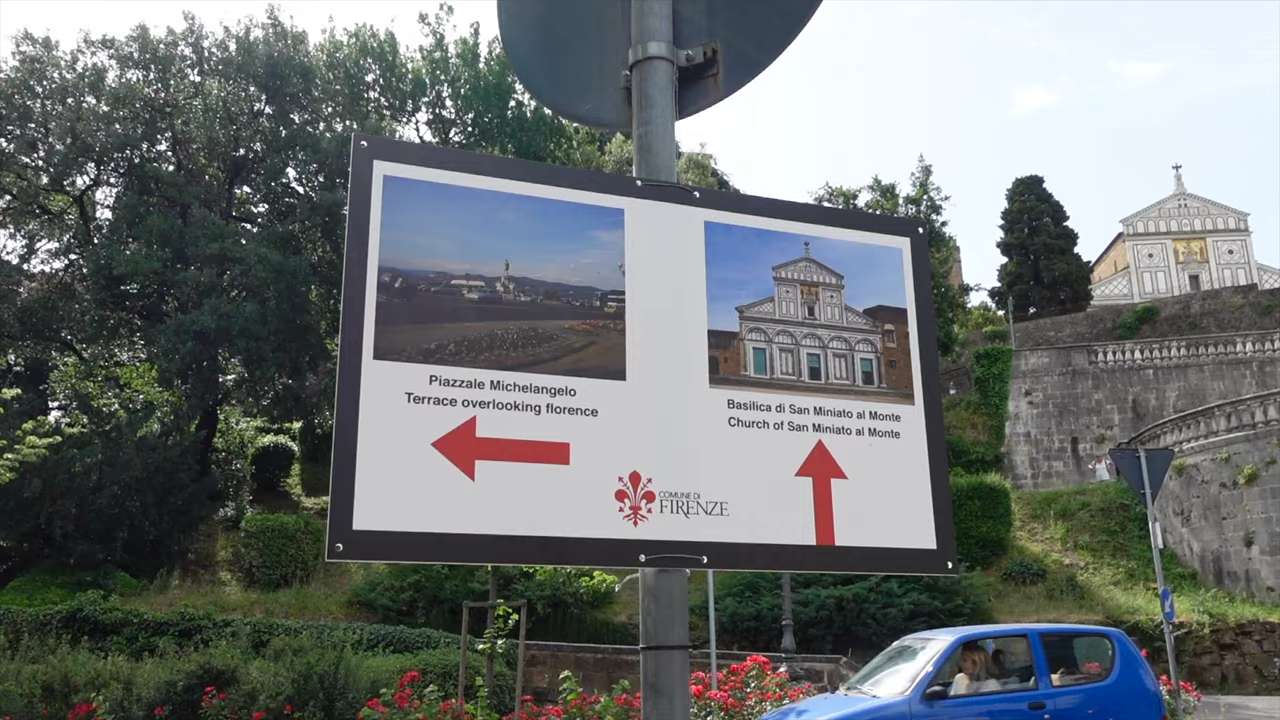 Piazzale Michelangelo
Terrace overlooking florence
Basilica di San Miniato al Monte
Church of San Miniato al Monte
COMUNE DI
FIRENZE